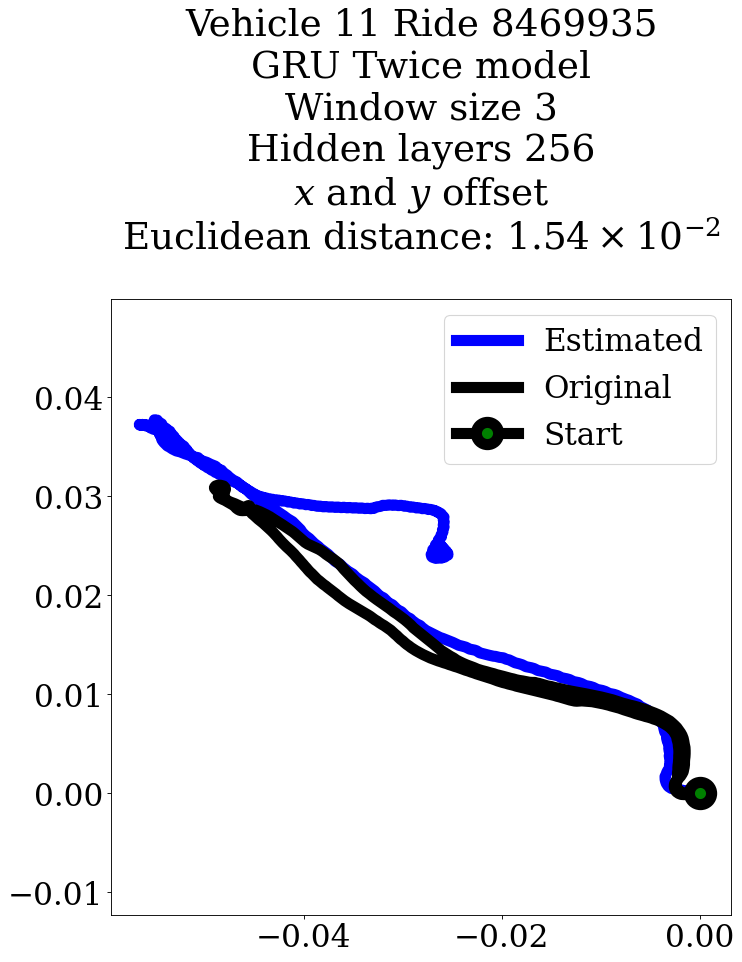 Vehicle 11 Ride 8469935
GRU Twice model
Window size 3
Hidden layers 256
x and y offset
Euclidean distance: 1.54 × 10⁻²
Estimated
Original
Start
0.04
0.03
0.02
0.01
0.00
−0.01
−0.04
−0.02
0.00